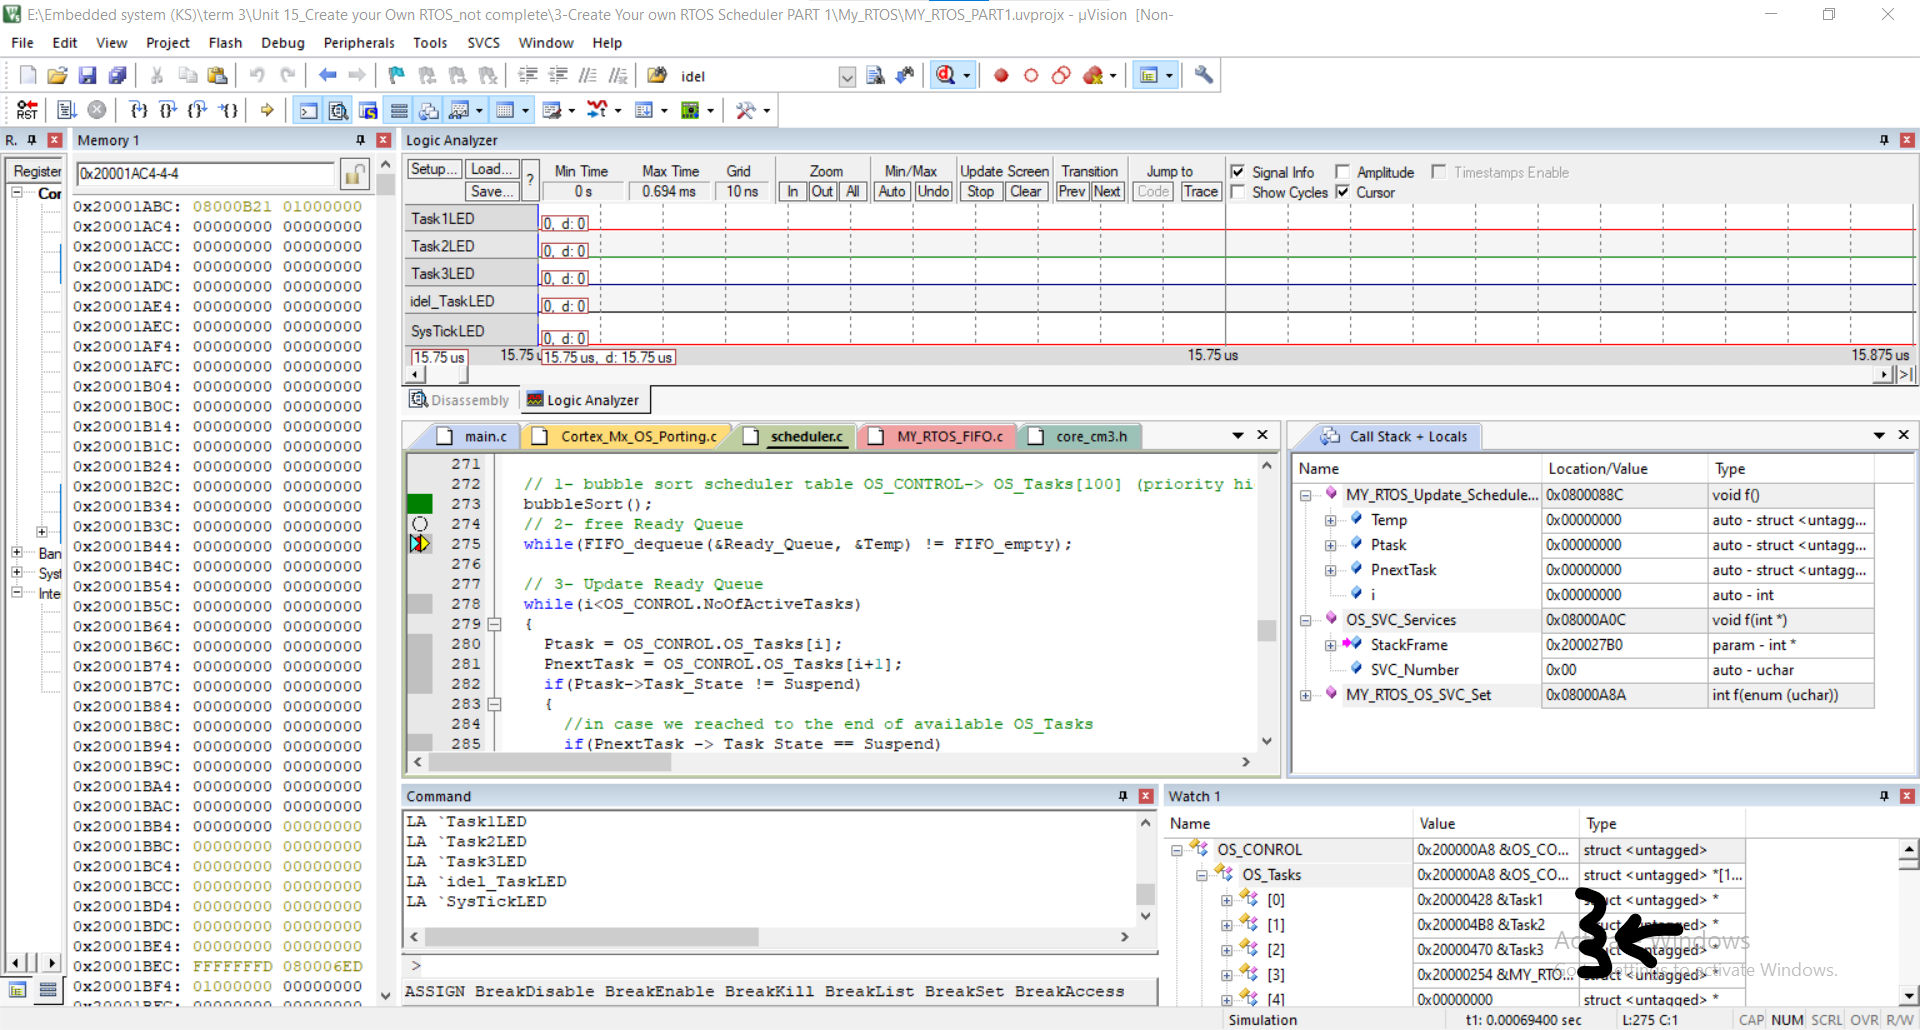 E:\Embedded system (KS)\term 3\Unit 15_Create your Own RTOS_not complete\3-Create Your own RTOS Scheduler PART 1\My_RTOS\MY_RTOS_PART1.uvprojx - µVision  [Non-
File Edit View Project Flash Debug Peripherals Tools SVCS Window Help
idel
RST
R.
Register
Cor
Ban
Syst
Inte
Memory 1
0x20001AC4-4-4
0x20001ABC: 08000B21 01000000
0x20001AC4: 00000000 00000000
0x20001ACC: 00000000 00000000
0x20001AD4: 00000000 00000000
0x20001ADC: 00000000 00000000
0x20001AE4: 00000000 00000000
0x20001AEC: 00000000 00000000
0x20001AF4: 00000000 00000000
0x20001AFC: 00000000 00000000
0x20001B04: 00000000 00000000
0x20001B0C: 00000000 00000000
0x20001B14: 00000000 00000000
0x20001B1C: 00000000 00000000
0x20001B24: 00000000 00000000
0x20001B2C: 00000000 00000000
0x20001B34: 00000000 00000000
0x20001B3C: 00000000 00000000
0x20001B44: 00000000 00000000
0x20001B4C: 00000000 00000000
0x20001B54: 00000000 00000000
0x20001B5C: 00000000 00000000
0x20001B64: 00000000 00000000
0x20001B6C: 00000000 00000000
0x20001B74: 00000000 00000000
0x20001B7C: 00000000 00000000
0x20001B84: 00000000 00000000
0x20001B8C: 00000000 00000000
0x20001B94: 00000000 00000000
0x20001B9C: 00000000 00000000
0x20001BA4: 00000000 00000000
0x20001BAC: 00000000 00000000
0x20001BB4: 00000000 00000000
0x20001BBC: 00000000 00000000
0x20001BC4: 00000000 00000000
0x20001BCC: 00000000 00000000
0x20001BD4: 00000000 00000000
0x20001BDC: 00000000 00000000
0x20001BE4: 00000000 00000000
0x20001BEC: FFFFFFFD 080006ED
0x20001BF4: 01000000 00000000
Logic Analyzer
Setup... Load... Save... ?
Min Time Max Time Grid Zoom Min/Max Update Screen Transition Jump to
0 s 0.694 ms 10 ns In Out All Auto Undo Stop Clear Prev Next Code Trace
Signal Info Amplitude Timestamps Enable
Show Cycles Cursor
Task1LED 0, d: 0
Task2LED 0, d: 0
Task3LED 0, d: 0
idel_TaskLED 0, d: 0
SysTickLED 0, d: 0
15.75 us 15.75 u 15.75 us, d: 15.75 us 15.75 us 15.875 us
Disassembly Logic Analyzer
main.c Cortex_Mx_OS_Porting.c scheduler.c MY_RTOS_FIFO.c core_cm3.h
271
272 // 1- bubble sort scheduler table OS_CONTROL-> OS_Tasks[100] (priority hi
273 bubbleSort();
274 // 2- free Ready Queue
275 while(FIFO_dequeue(&Ready_Queue, &Temp) != FIFO_empty);
276
277 // 3- Update Ready Queue
278 while(i<OS_CONROL.NoOfActiveTasks)
279 {
280 Ptask = OS_CONROL.OS_Tasks[i];
281 PnextTask = OS_CONROL.OS_Tasks[i+1];
282 if(Ptask->Task_State != Suspend)
283 {
284 //in case we reached to the end of available OS_Tasks
285 if(PnextTask -> Task State == Suspend)
Call Stack + Locals
Name Location/Value Type
MY_RTOS_Update_Schedule... 0x0800088C void f()
Temp 0x00000000 auto - struct <untagg...
Ptask 0x00000000 auto - struct <untagg...
PnextTask 0x00000000 auto - struct <untagg...
i 0x00000000 auto - int
OS_SVC_Services 0x08000A0C void f(int *)
StackFrame 0x200027B0 param - int *
SVC_Number 0x00 auto - uchar
MY_RTOS_OS_SVC_Set 0x08000A8A int f(enum (uchar))
Command
LA `Task1LED
LA `Task2LED
LA `Task3LED
LA `idel_TaskLED
LA `SysTickLED
>
ASSIGN BreakDisable BreakEnable BreakKill BreakList BreakSet BreakAccess
Watch 1
Name Value Type
OS_CONROL 0x200000A8 &OS_CO... struct <untagged>
OS_Tasks 0x200000A8 &OS_CO... struct <untagged> *[1...
[0] 0x20000428 &Task1 uct <untagged> *
[1] 0x200004B8 &Task2
[2] 0x20000470 &Task3
[3] 0x20000254 &MY_RTO...
[4] 0x00000000 struct <untagged> *
3
Windows
activate Windows.
Simulation t1: 0.00069400 sec L:275 C:1 CAP NUM SCRL OVR R/W